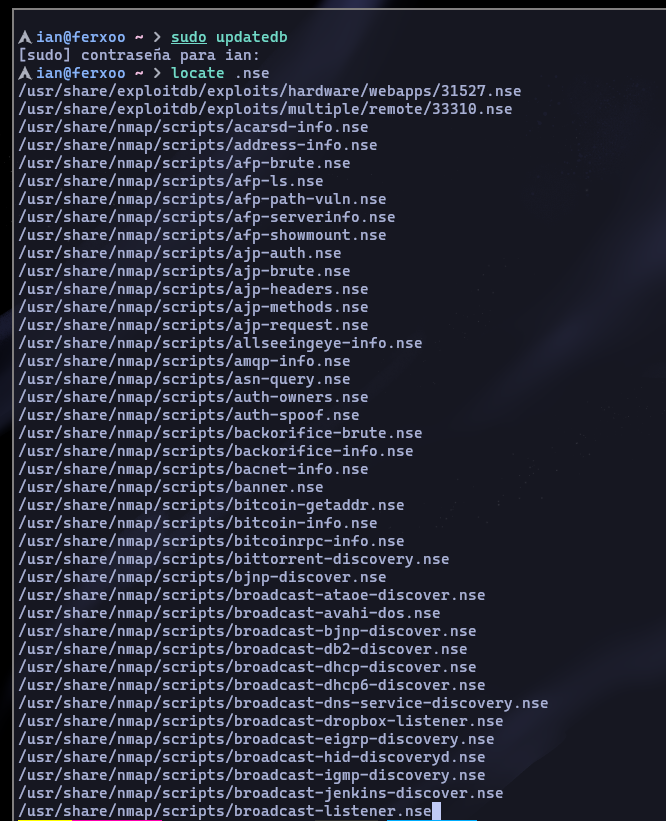 ian@ferxoo ~ > sudo updatedb
[sudo] contraseña para ian:
ian@ferxoo ~ > locate .nse
/usr/share/exploitdb/exploits/hardware/webapps/31527.nse
/usr/share/exploitdb/exploits/multiple/remote/33310.nse
/usr/share/nmap/scripts/acarsd-info.nse
/usr/share/nmap/scripts/address-info.nse
/usr/share/nmap/scripts/afp-brute.nse
/usr/share/nmap/scripts/afp-ls.nse
/usr/share/nmap/scripts/afp-path-vuln.nse
/usr/share/nmap/scripts/afp-serverinfo.nse
/usr/share/nmap/scripts/afp-showmount.nse
/usr/share/nmap/scripts/ajp-auth.nse
/usr/share/nmap/scripts/ajp-brute.nse
/usr/share/nmap/scripts/ajp-headers.nse
/usr/share/nmap/scripts/ajp-methods.nse
/usr/share/nmap/scripts/ajp-request.nse
/usr/share/nmap/scripts/allseeingeye-info.nse
/usr/share/nmap/scripts/amqp-info.nse
/usr/share/nmap/scripts/asn-query.nse
/usr/share/nmap/scripts/auth-owners.nse
/usr/share/nmap/scripts/auth-spoof.nse
/usr/share/nmap/scripts/backorifice-brute.nse
/usr/share/nmap/scripts/backorifice-info.nse
/usr/share/nmap/scripts/bacnet-info.nse
/usr/share/nmap/scripts/banner.nse
/usr/share/nmap/scripts/bitcoin-getaddr.nse
/usr/share/nmap/scripts/bitcoin-info.nse
/usr/share/nmap/scripts/bitcoinrpc-info.nse
/usr/share/nmap/scripts/bittorrent-discovery.nse
/usr/share/nmap/scripts/bjnp-discover.nse
/usr/share/nmap/scripts/broadcast-ataoe-discover.nse
/usr/share/nmap/scripts/broadcast-avahi-dos.nse
/usr/share/nmap/scripts/broadcast-bjnp-discover.nse
/usr/share/nmap/scripts/broadcast-db2-discover.nse
/usr/share/nmap/scripts/broadcast-dhcp-discover.nse
/usr/share/nmap/scripts/broadcast-dhcp6-discover.nse
/usr/share/nmap/scripts/broadcast-dns-service-discovery.nse
/usr/share/nmap/scripts/broadcast-dropbox-listener.nse
/usr/share/nmap/scripts/broadcast-eigrp-discovery.nse
/usr/share/nmap/scripts/broadcast-hid-discoveryd.nse
/usr/share/nmap/scripts/broadcast-igmp-discovery.nse
/usr/share/nmap/scripts/broadcast-jenkins-discover.nse
/usr/share/nmap/scripts/broadcast-listener.nse